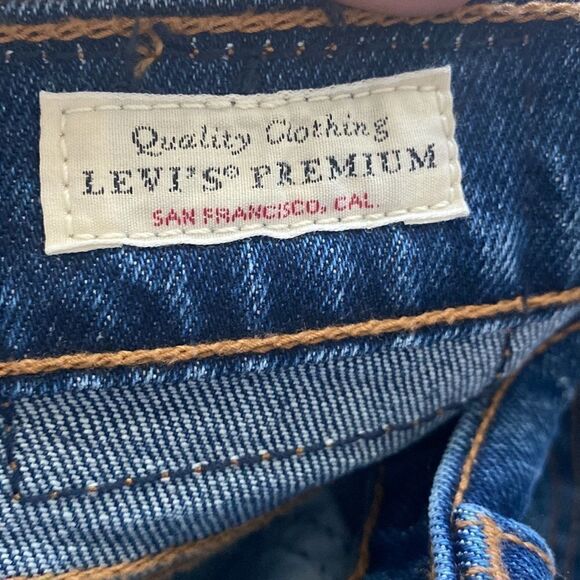 Quality Clothing
LEVI'S® PREMIUM
SAN FRANCISCO, CAL.